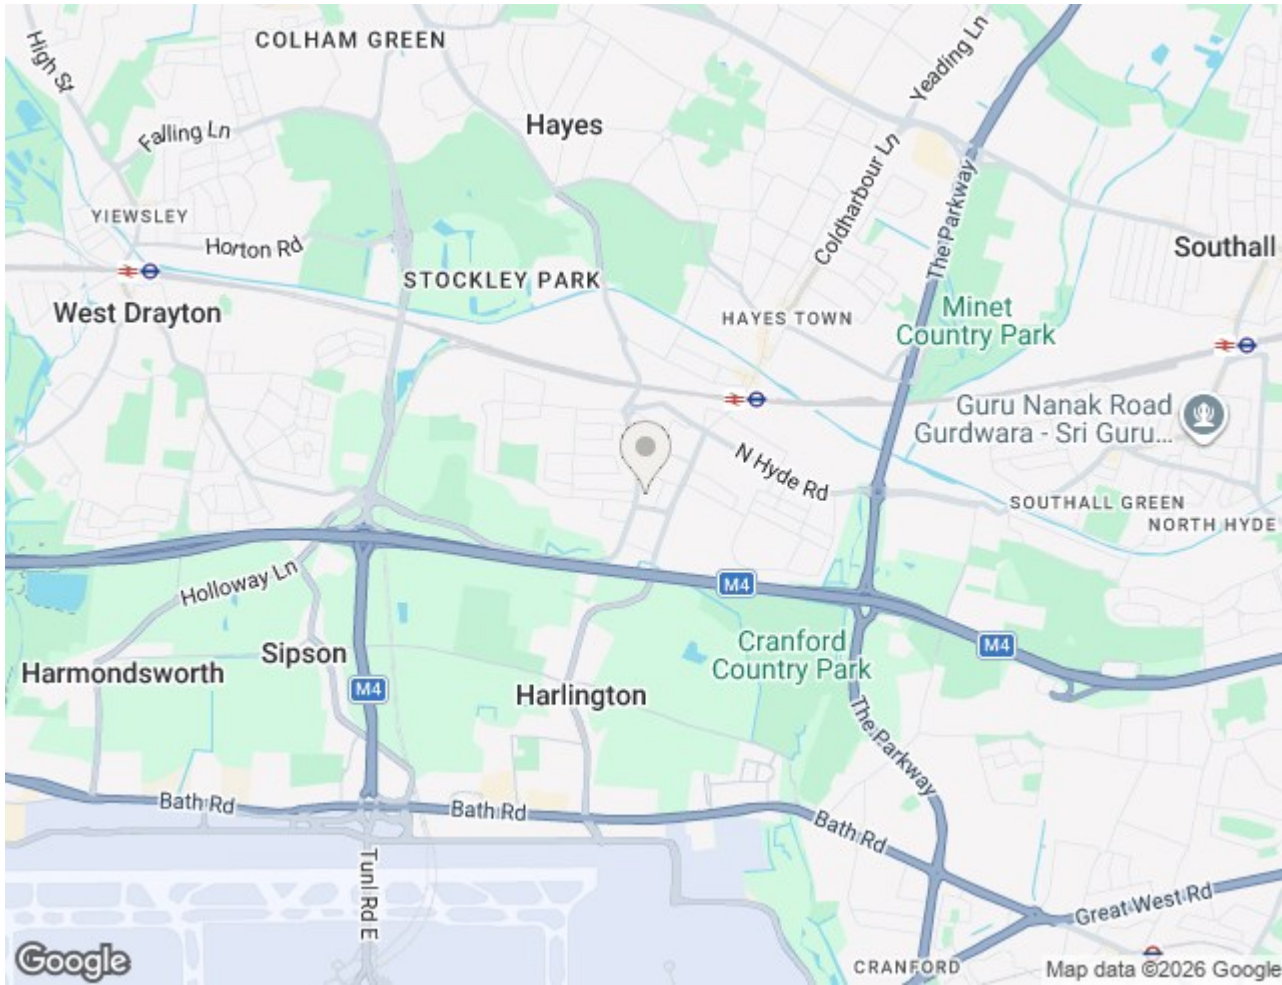 High St
COLHAM GREEN
Yeading Ln
Hayes
Falling Ln
Coldharbour Ln
The Parkway
YIEWSLEY
Horton Rd
Southall
STOCKLEY PARK
West Drayton
HAYES TOWN
Minet
Country Park
Guru Nanak Road
Gurdwara - Sri Guru...
N Hyde Rd
SOUTHALL GREEN
NORTH HYDE
Holloway Ln
M4
Cranford
Country Park
M4
Sipson
Harmondsworth
M4
Harlington
The Parkway
Bath Rd
Bath Rd
Bath Rd
Tunl Rd E
Great West Rd
Google
CRANFORD
Map data ©2026 Google